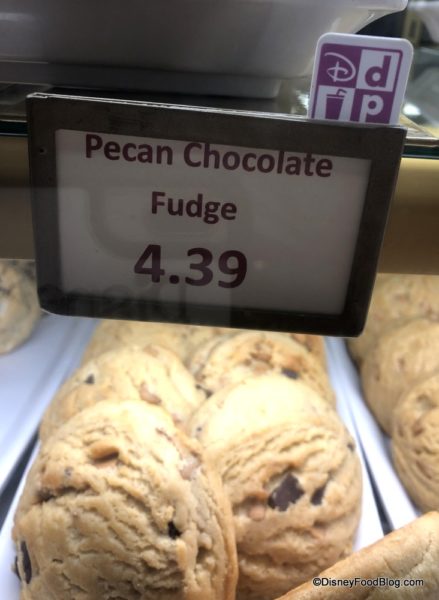 D d
d p
Pecan Chocolate
Fudge
4.39
©DisneyFoodBlog.com